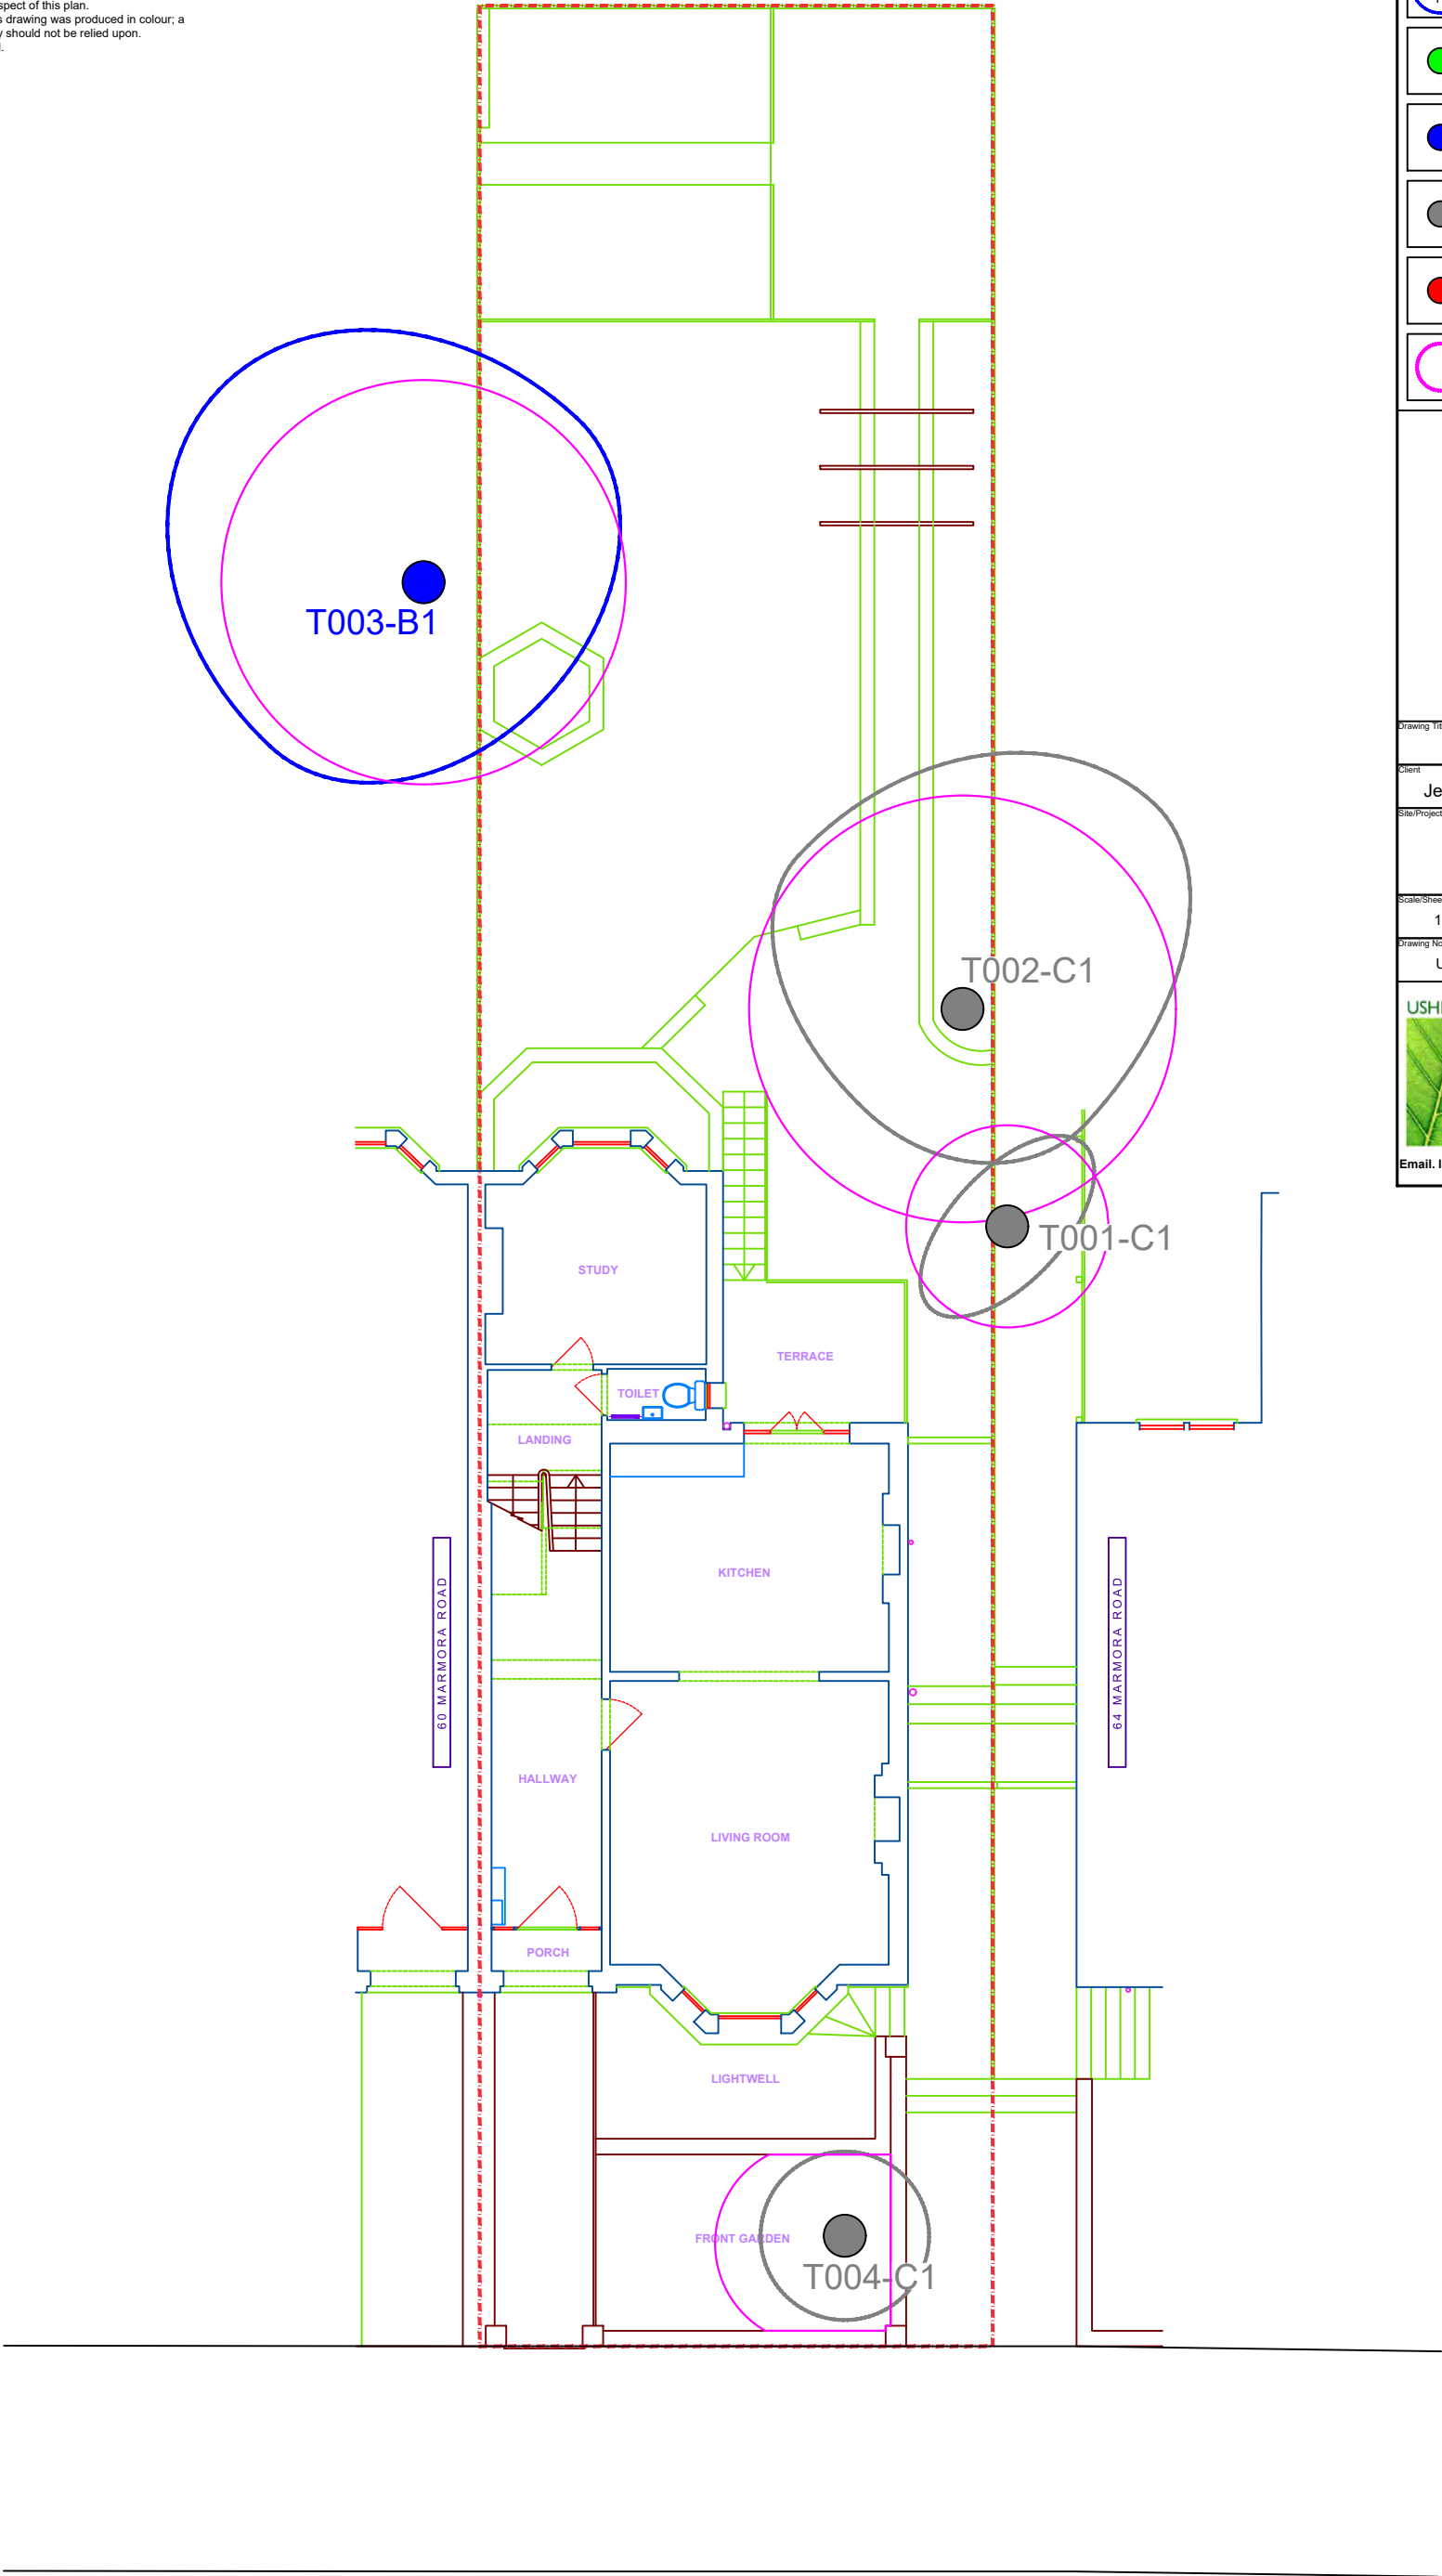 spect of this plan.
s drawing was produced in colour; a
y should not be relied upon.
T003-B1
Drawing Tit
Client
Je
Site/Project
Scale/Shee
1
Drawing No
U
USH
Email. I
T002-C1
T001-C1
STUDY
TERRACE
TOILET
LANDING
KITCHEN
60 MARMORA ROAD
64 MARMORA ROAD
HALLWAY
LIVING ROOM
PORCH
LIGHTWELL
FRONT GARDEN
T004-C1